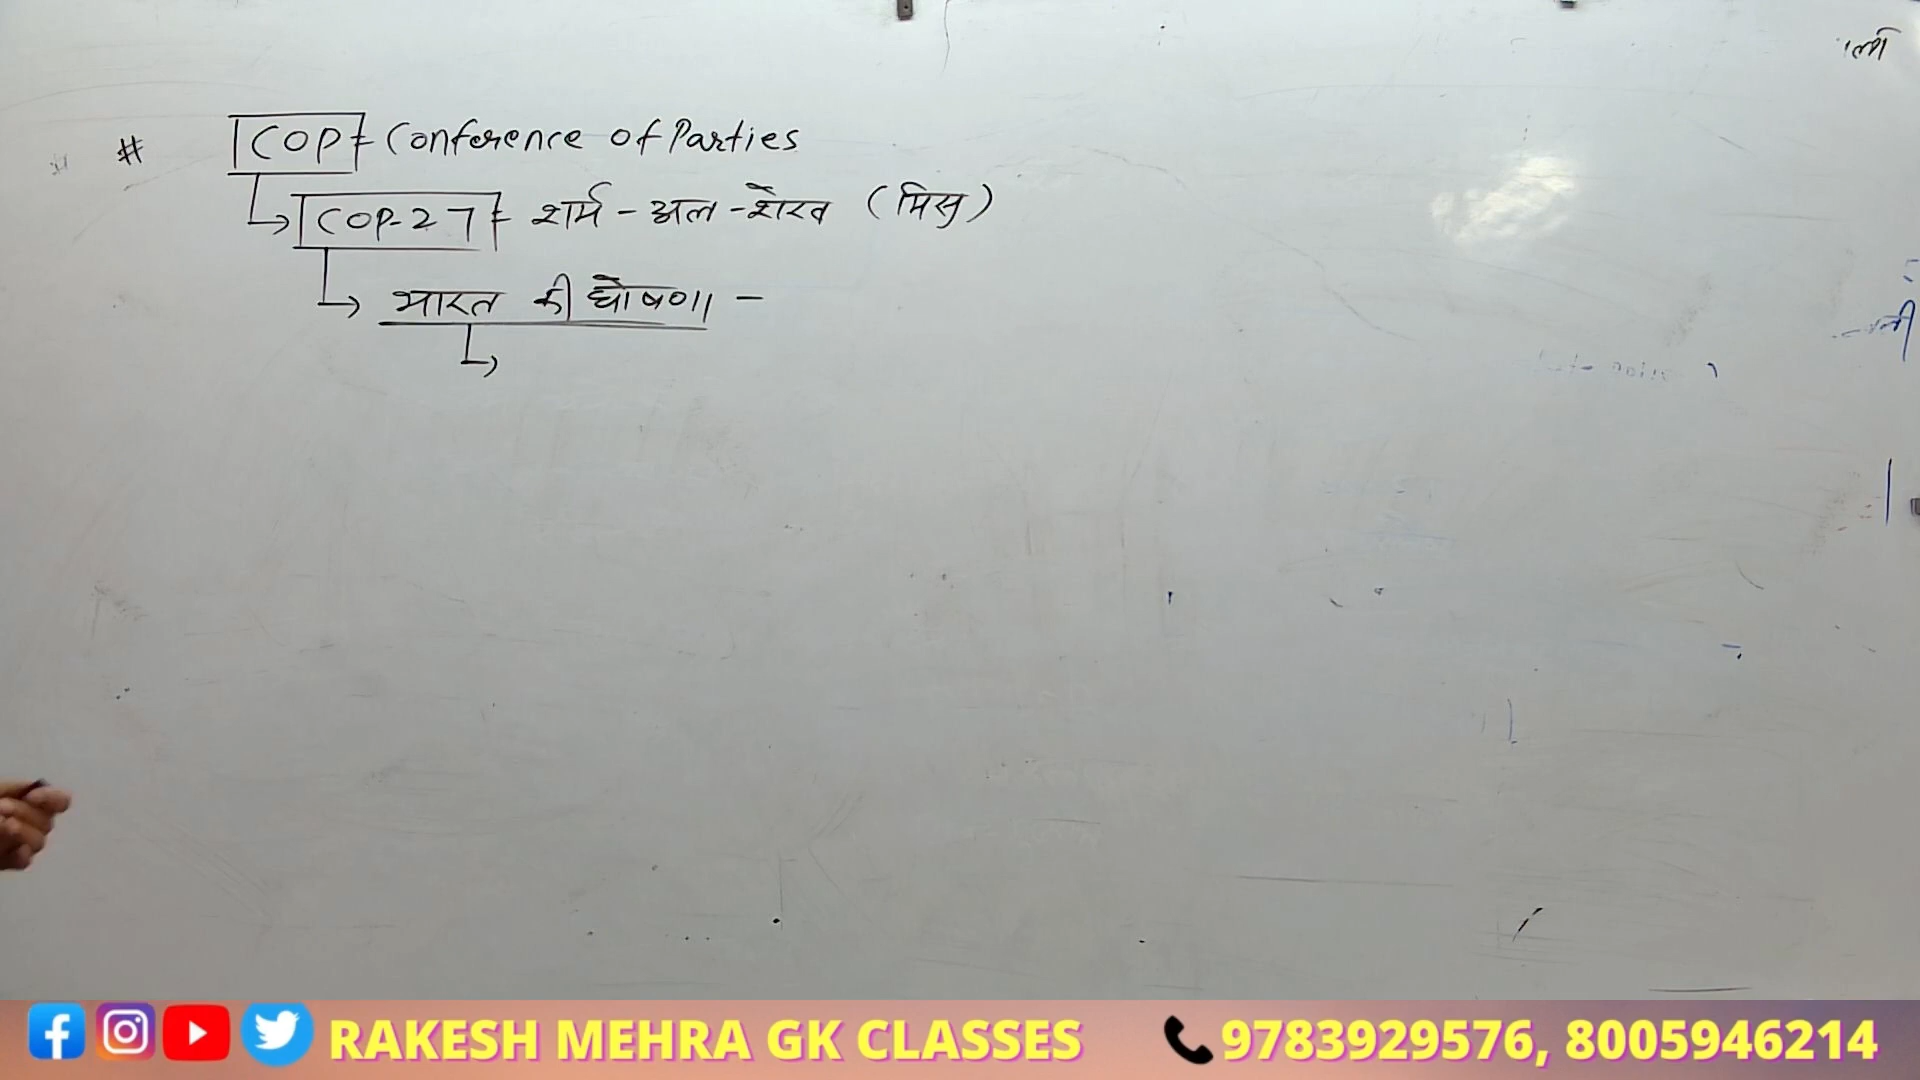 # COP = Conference of Parties
COP-27 = शर्म - अल - शेख (मिस्र)
भारत की घोषणा -
RAKESH MEHRA GK CLASSES
9783929576, 8005946214